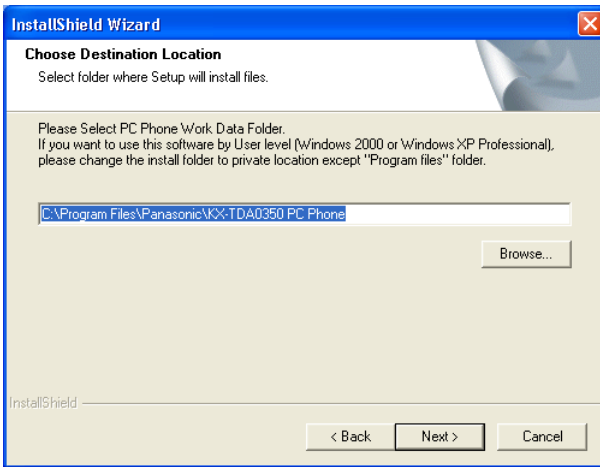 InstallShield Wizard
Choose Destination Location
Select folder where Setup will install files.
Please Select PC Phone Work Data Folder.
If you want to use this software by User level (Windows 2000 or Windows XP Professional),
please change the install folder to private location except "Program files" folder.
C:\Program Files\Panasonic\KX-TDA0350 PC Phone
Browse...
InstallShield
< Back
Next >
Cancel